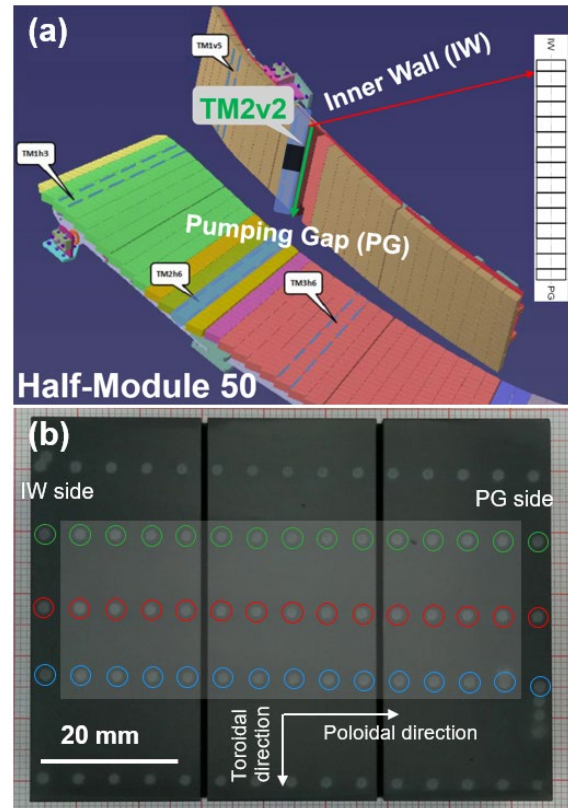 (a)
TM1v5
Inner Wall (IW)
IW
TM2v2
TM1h3
Pumping Gap (PG)
TM2h6
TM3h6
PG
Half-Module 50
(b)
IW side
PG side
20 mm
Toroidal
direction
Poloidal direction